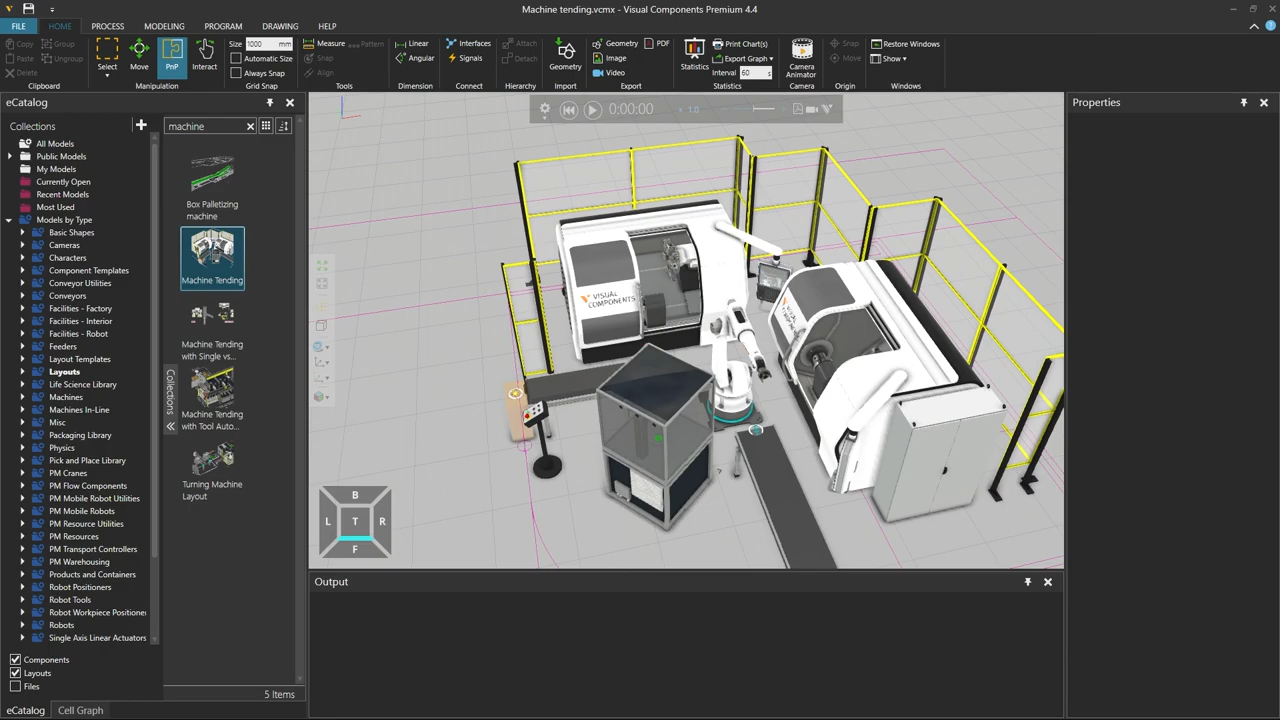 Machine tending.vcmx - Visual Components Premium 4.4
FILE HOME PROCESS MODELING PROGRAM DRAWING HELP
Copy
Paste
Delete
Group
Ungroup
Clipboard
Select
Move
PnP
Interact
Manipulation
Size 1000 mm
Automatic Size
Always Snap
Grid Snap
Measure
Pattern
Snap
Align
Tools
Linear
Angular
Dimension
Interfaces
Signals
Connect
Attach
Detach
Hierarchy
Geometry
Import
Geometry
PDF
Image
Video
Export
Statistics
Print Chart(s)
Export Graph
Interval 60 s
Statistics
Camera
Animator
Camera
Snap
Move
Origin
Restore Windows
Show
Windows
eCatalog
Collections
All Models
Public Models
My Models
Currently Open
Recent Models
Most Used
Models by Type
Basic Shapes
Cameras
Characters
Component Templates
Conveyor Utilities
Conveyors
Facilities - Factory
Facilities - Interior
Facilities - Robot
Feeders
Layout Templates
Layouts
Life Science Library
Machines
Machines In-Line
Misc
Packaging Library
Physics
Pick and Place Library
PM Cranes
PM Flow Components
PM Mobile Robot Utilities
PM Mobile Robots
PM Resource Utilities
PM Resources
PM Transport Controllers
PM Warehousing
Products and Containers
Robot Positioners
Robot Tools
Robot Workpiece Positioner
Robots
Single Axis Linear Actuators
Components
Layouts
Files
eCatalog Cell Graph
machine
Box Palletizing
machine
Machine Tending
Machine Tending
with Single vs...
Machine Tending
with Tool Auto...
Turning Machine
Layout
Collections
5 Items
0:00:00
1.0
VISUAL
COMPONENTS
B
L T R
F
Output
Properties